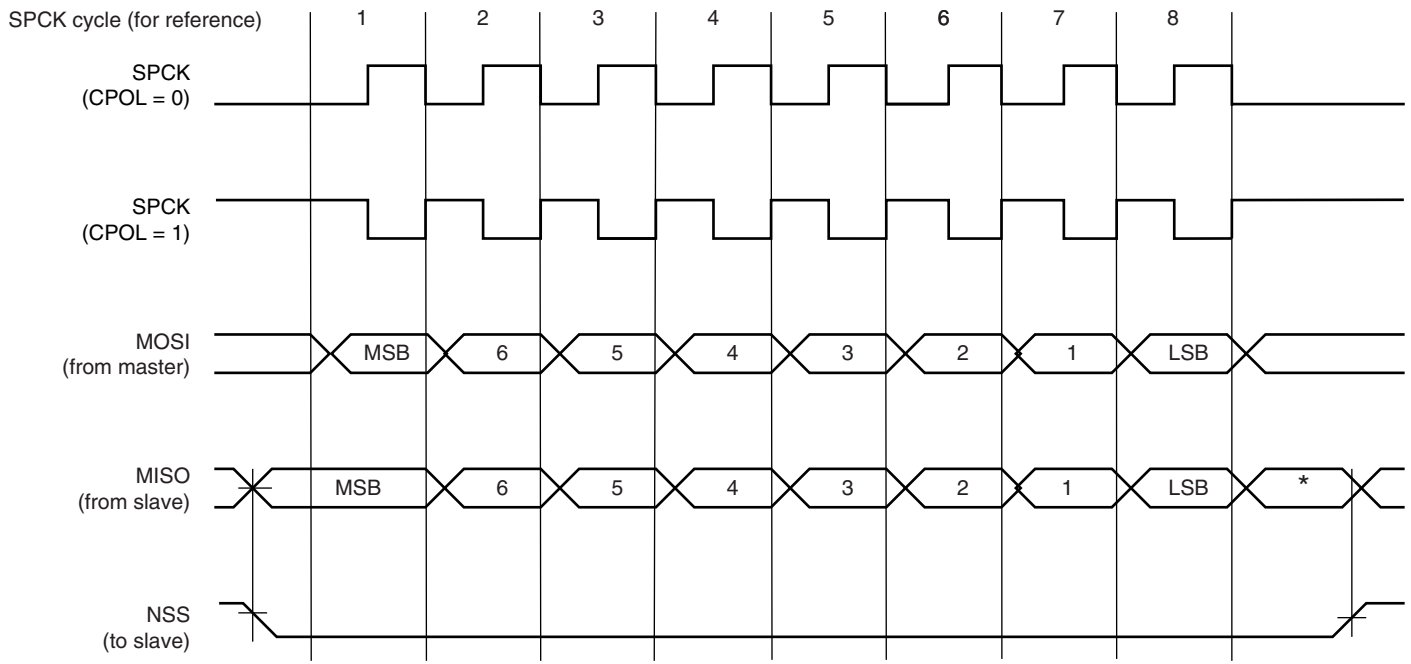 SPCK cycle (for reference) 1 2 3 4 5 6 7 8
SPCK
(CPOL = 0)
SPCK
(CPOL = 1)
MOSI
(from master)
MSB 6 5 4 3 2 1 LSB
MISO
(from slave)
MSB 6 5 4 3 2 1 LSB *
NSS
(to slave)